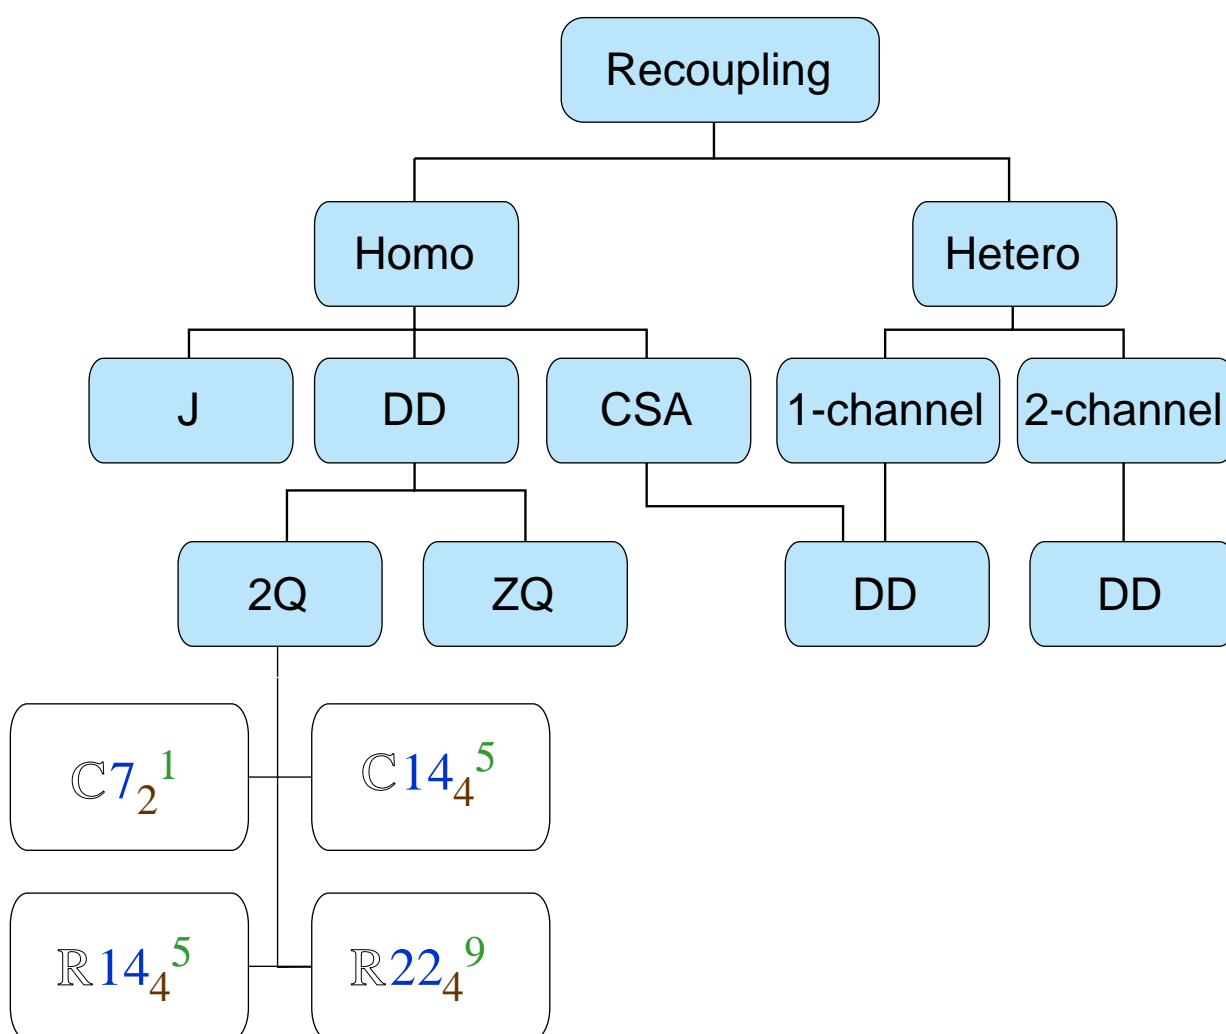 Recoupling
Homo
Hetero
J
DD
CSA
1-channel
2-channel
2Q
ZQ
DD
DD
ℂ7₂¹
ℂ14₄⁵
ℝ14₄⁵
ℝ22₄⁹